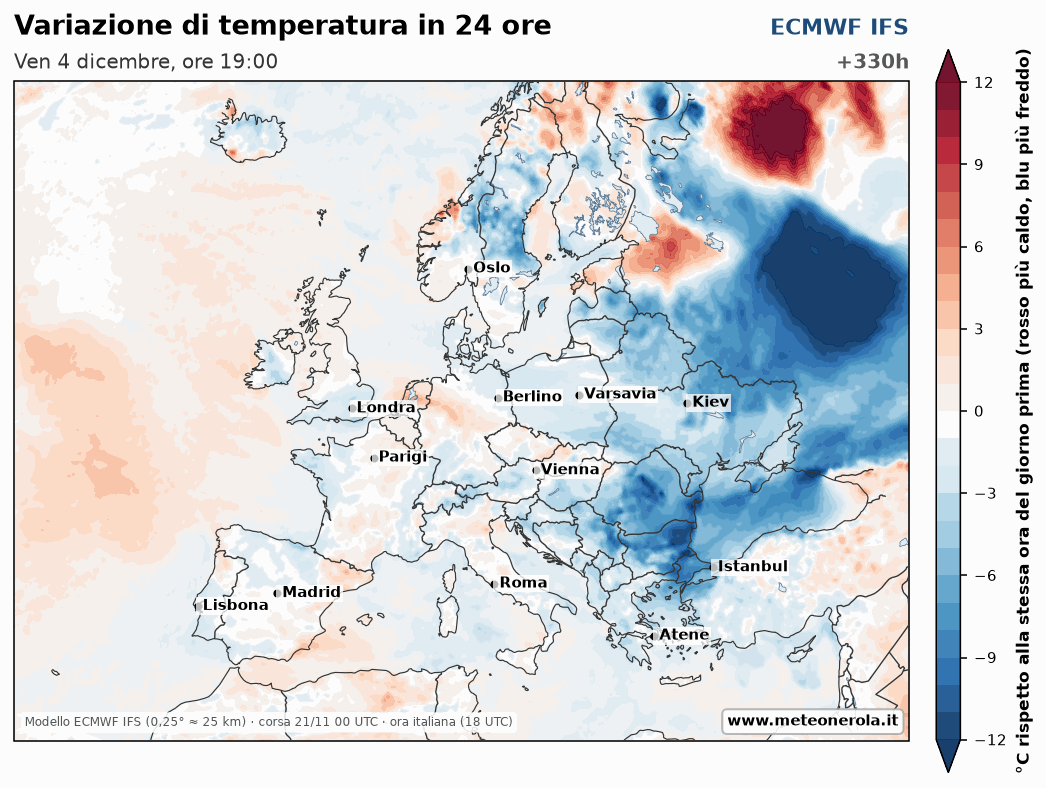 Variazione di temperatura in 24 ore
ECMWF IFS
Ven 4 dicembre, ore 19:00
+330h
Oslo
Londra
Berlino
Varsavia
Kiev
Parigi
Vienna
Istanbul
Roma
Madrid
Lisbona
Atene
Modello ECMWF IFS (0,25° ≈ 25 km) · corsa 21/11 00 UTC · ora italiana (18 UTC)
www.meteonerola.it
12
9
6
3
0
−3
−6
−9
−12
°C rispetto alla stessa ora del giorno prima (rosso più caldo, blu più freddo)